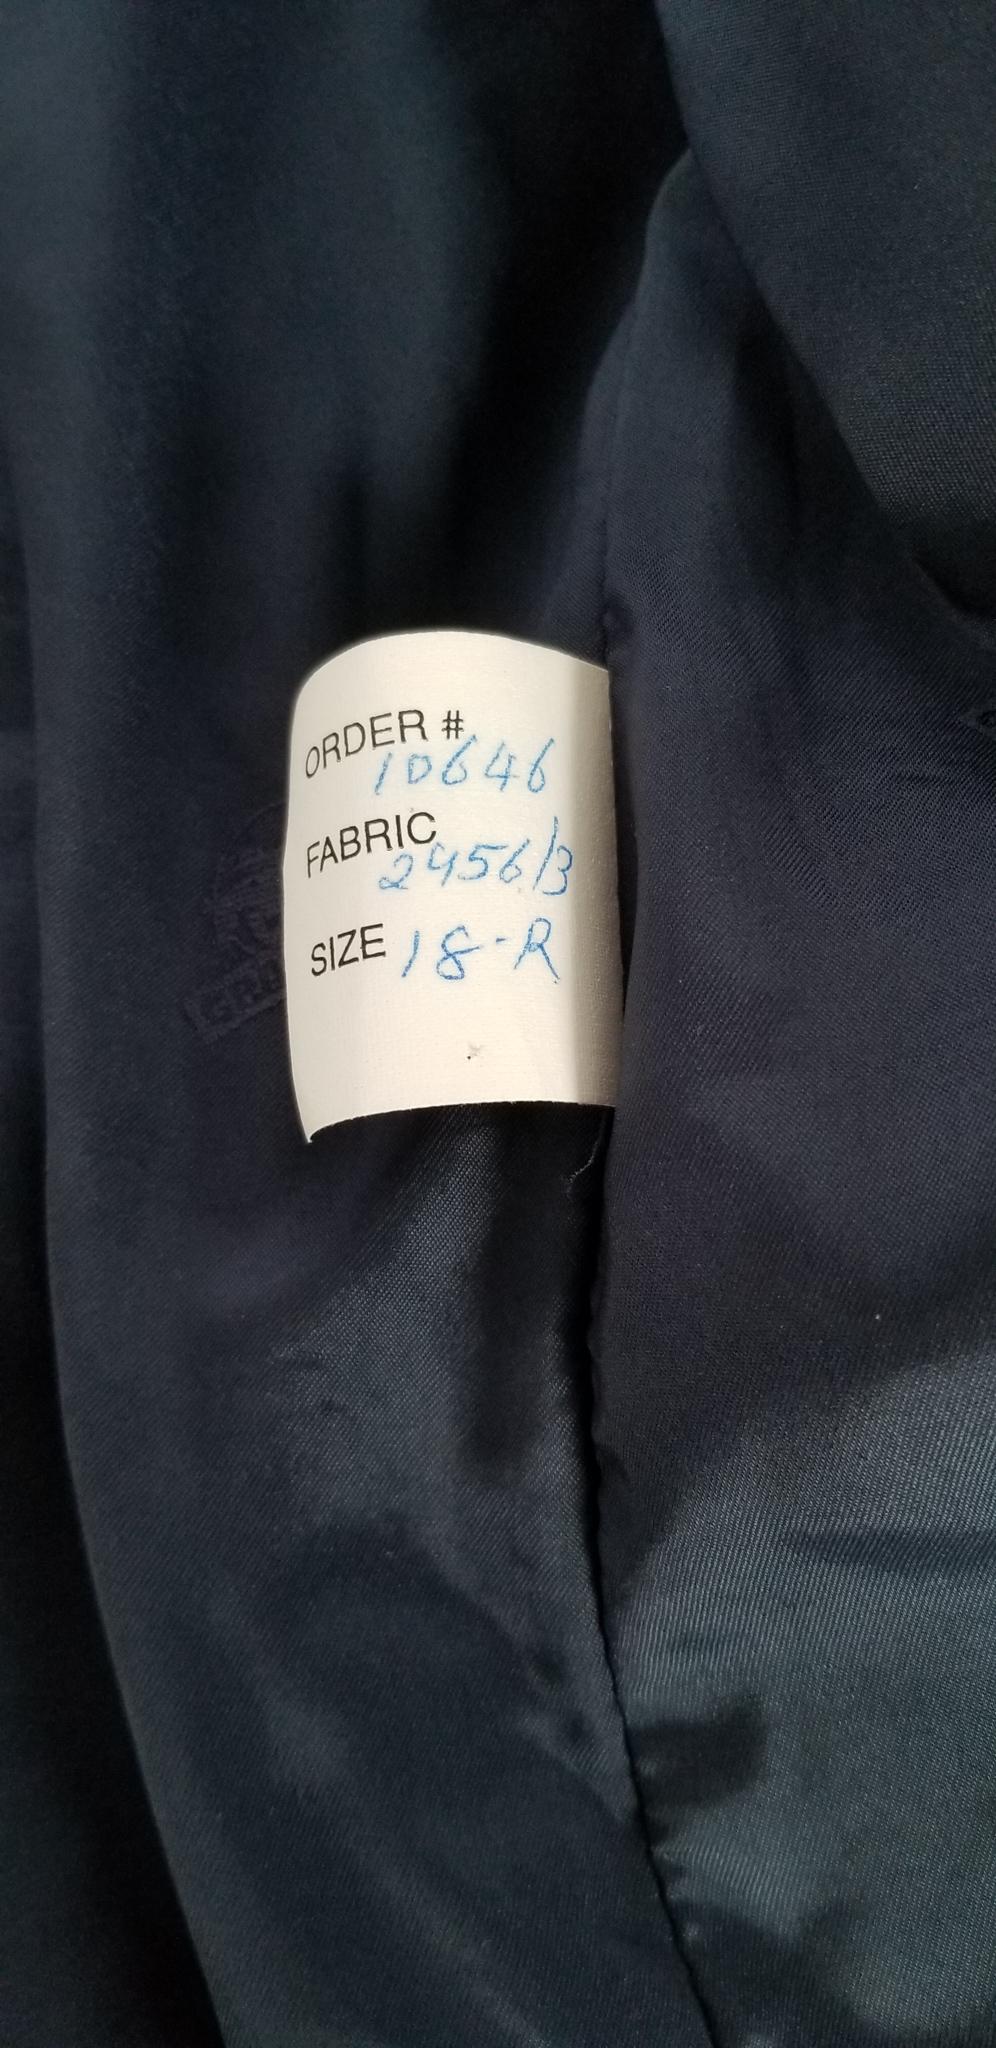 ORDER #
10646
FABRIC
2456/3
SIZE 18-R